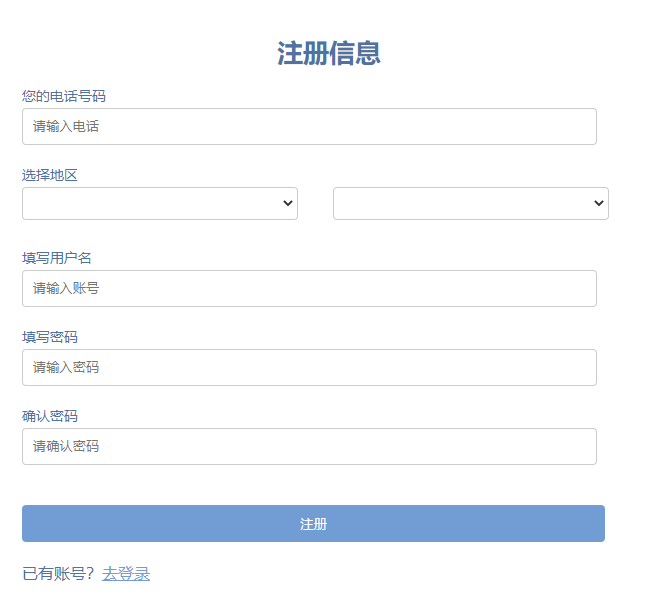 注册信息
您的电话号码
请输入电话
选择地区
填写用户名
请输入账号
填写密码
请输入密码
确认密码
请确认密码
注册
已有账号？去登录